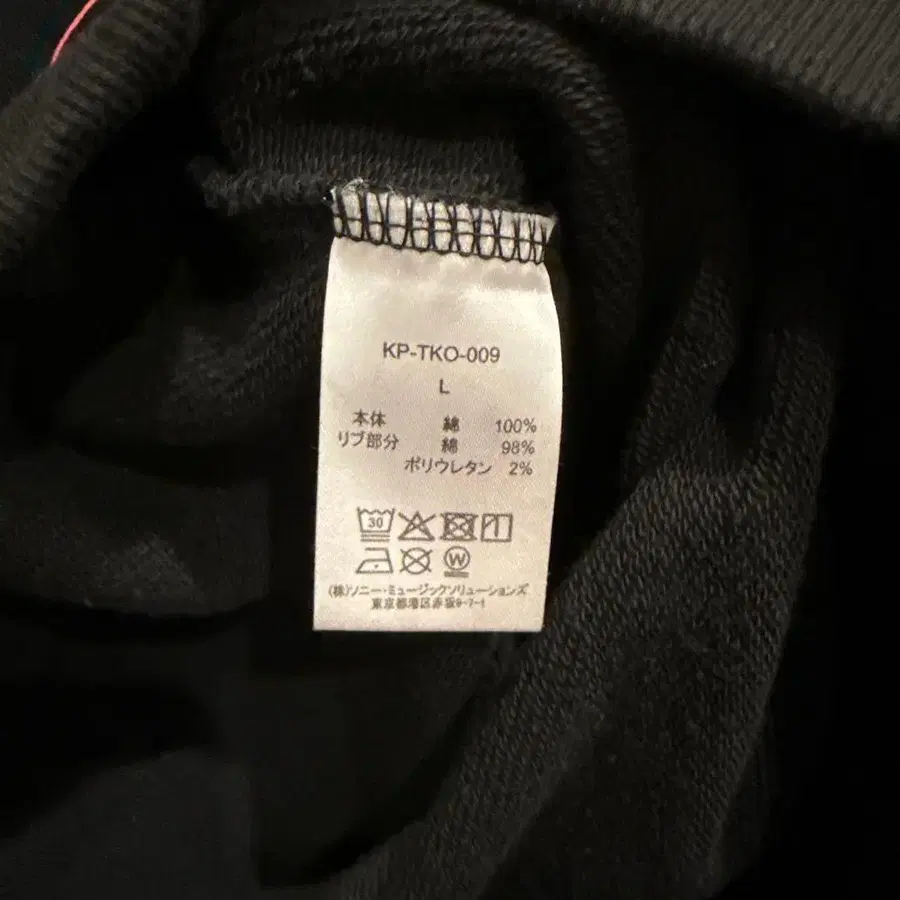 KP-TKO-009
L
本体 綿 100%
リブ部分 綿 98%
ポリウレタン 2%
30
W
(株)ソニー・ミュージックソリューションズ
東京都港区赤坂9-7-1